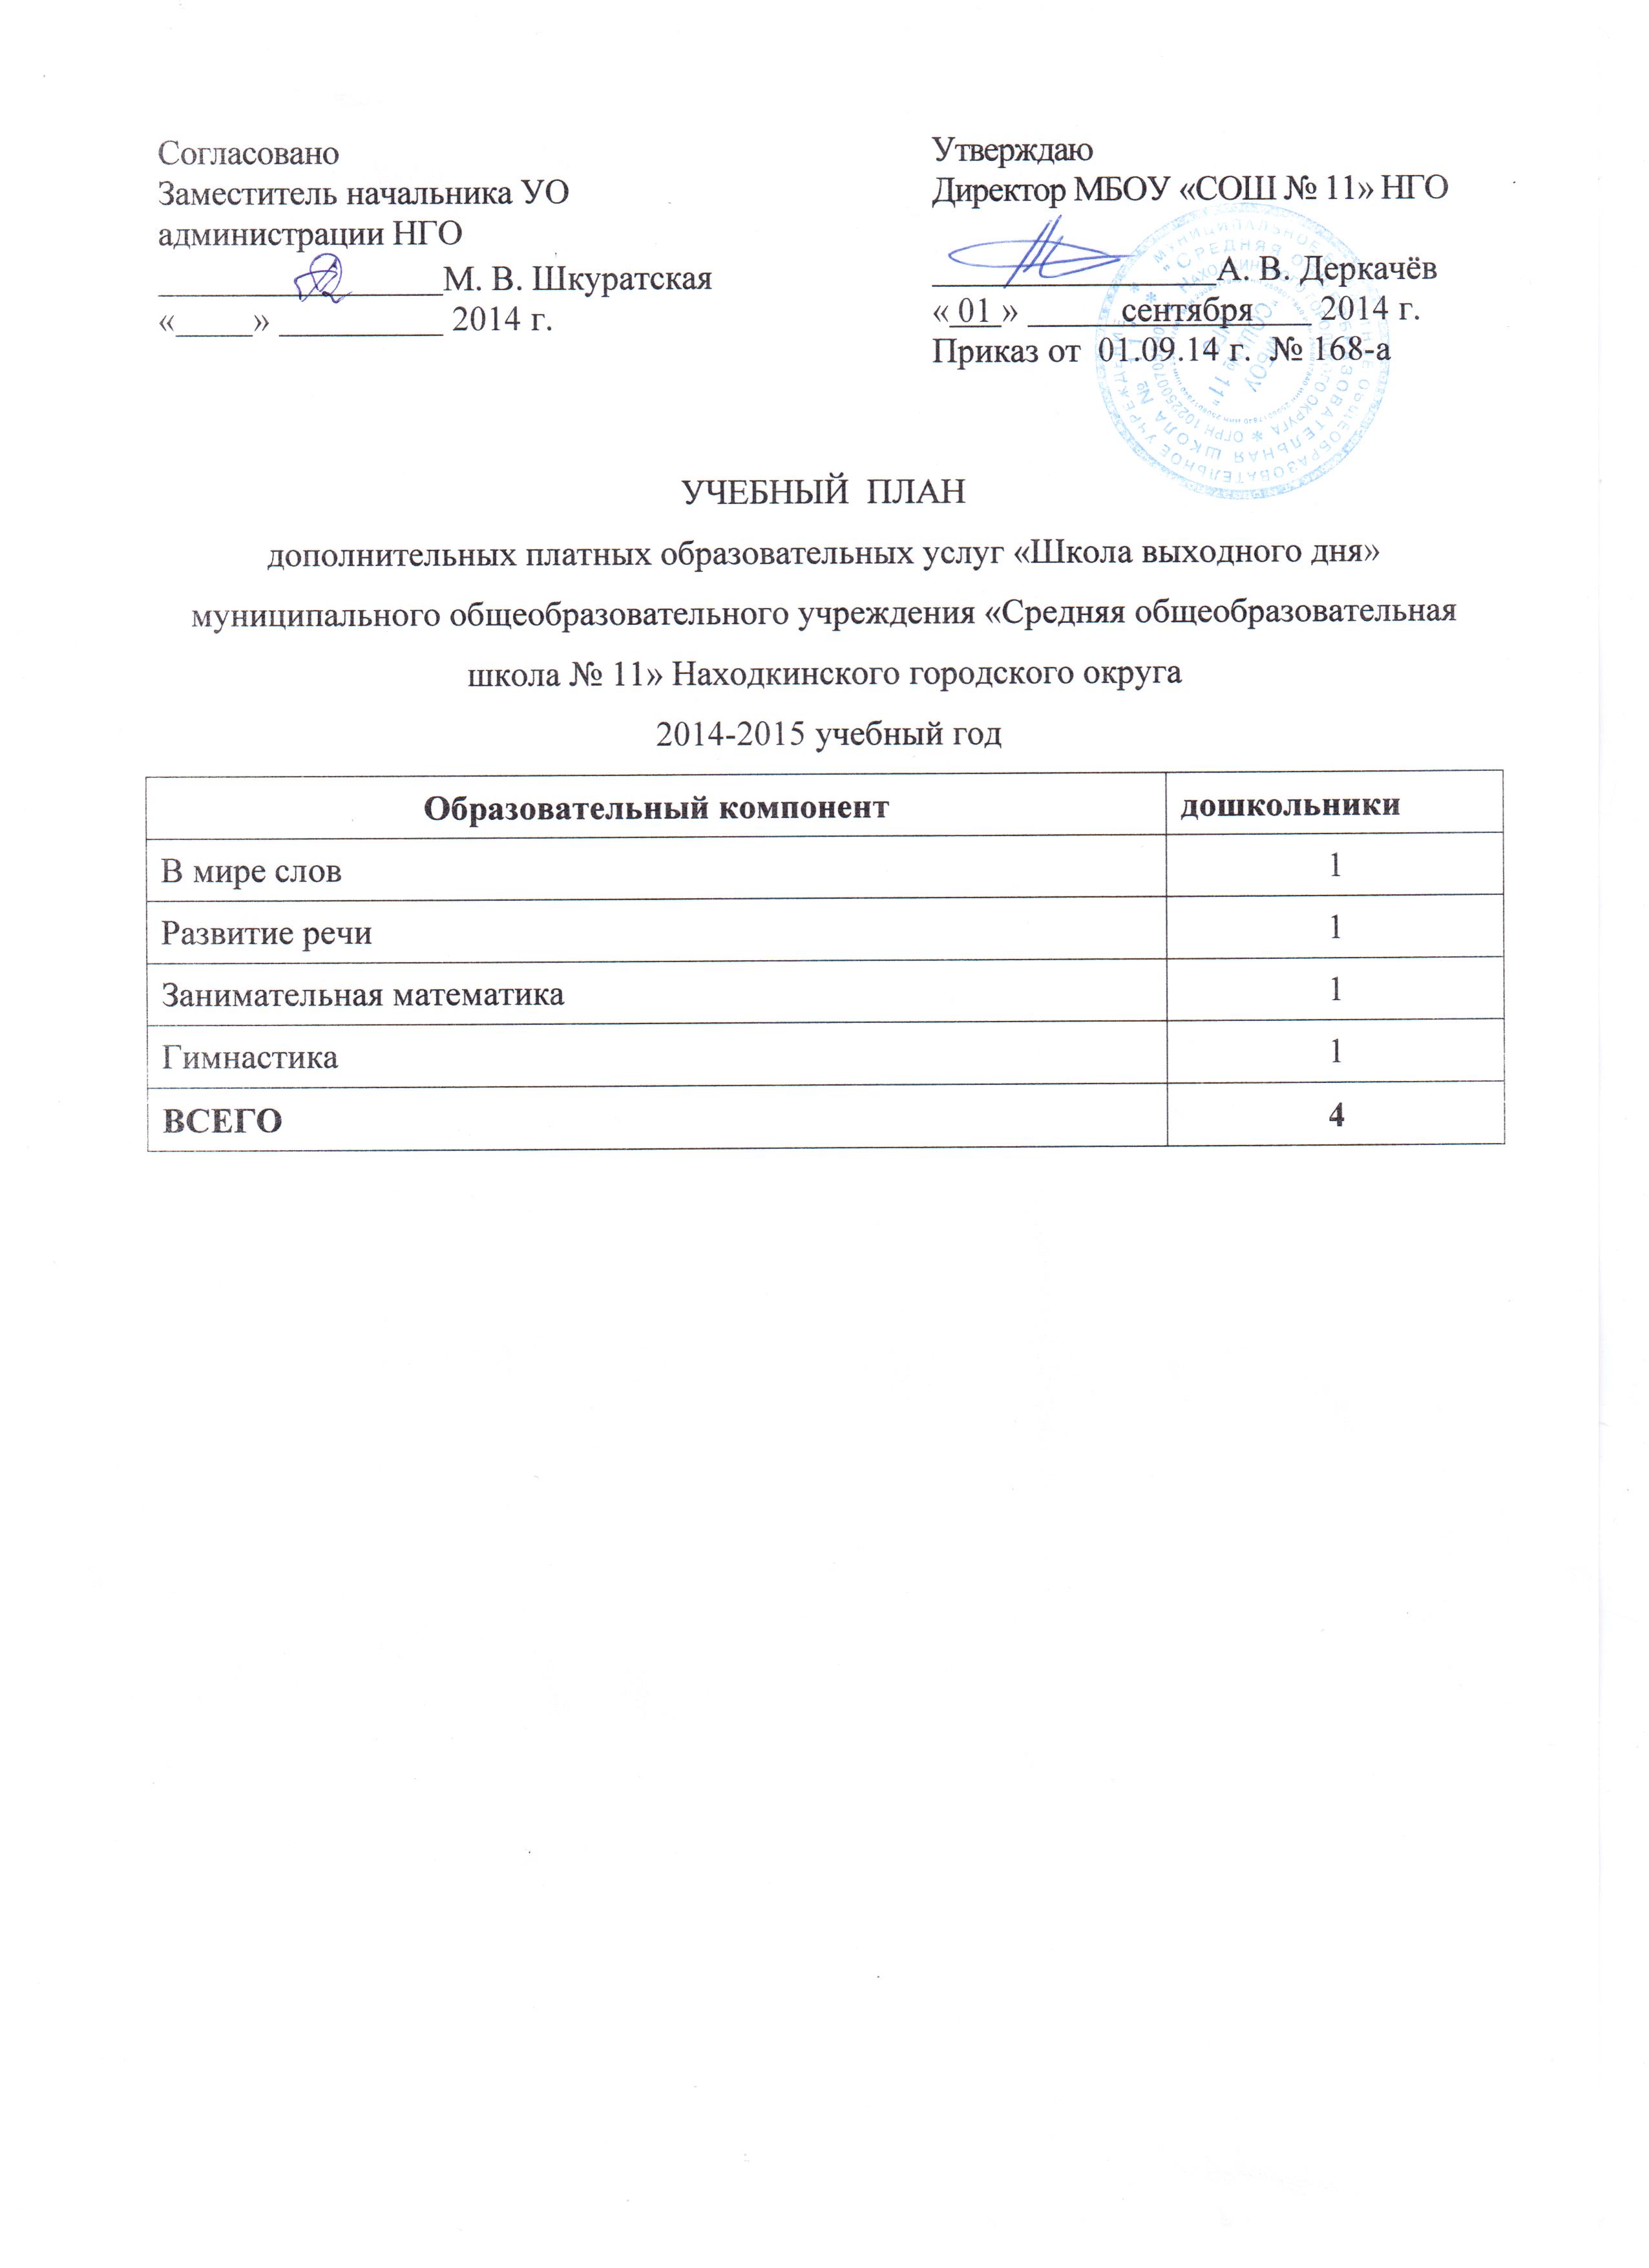 Согласовано
Заместитель начальника УО
администрации НГО
_________________М. В. Шкуратская
«_____» __________ 2014 г.
Утверждаю
Директор МБОУ «СОШ № 11» НГО
_________________А. В. Деркачёв
« 01 » сентября 2014 г.
Приказ от 01.09.14 г. № 168-а
УЧЕБНЫЙ ПЛАН
дополнительных платных образовательных услуг «Школа выходного дня»
муниципального общеобразовательного учреждения «Средняя общеобразовательная
школа № 11» Находкинского городского округа
2014-2015 учебный год
Образовательный компонент дошкольники
В мире слов 1
Развитие речи 1
Занимательная математика 1
Гимнастика 1
ВСЕГО 4